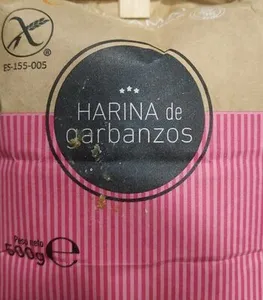 ®
ES-155-005
HARINA de
garbanzos
Peso neto
500g e